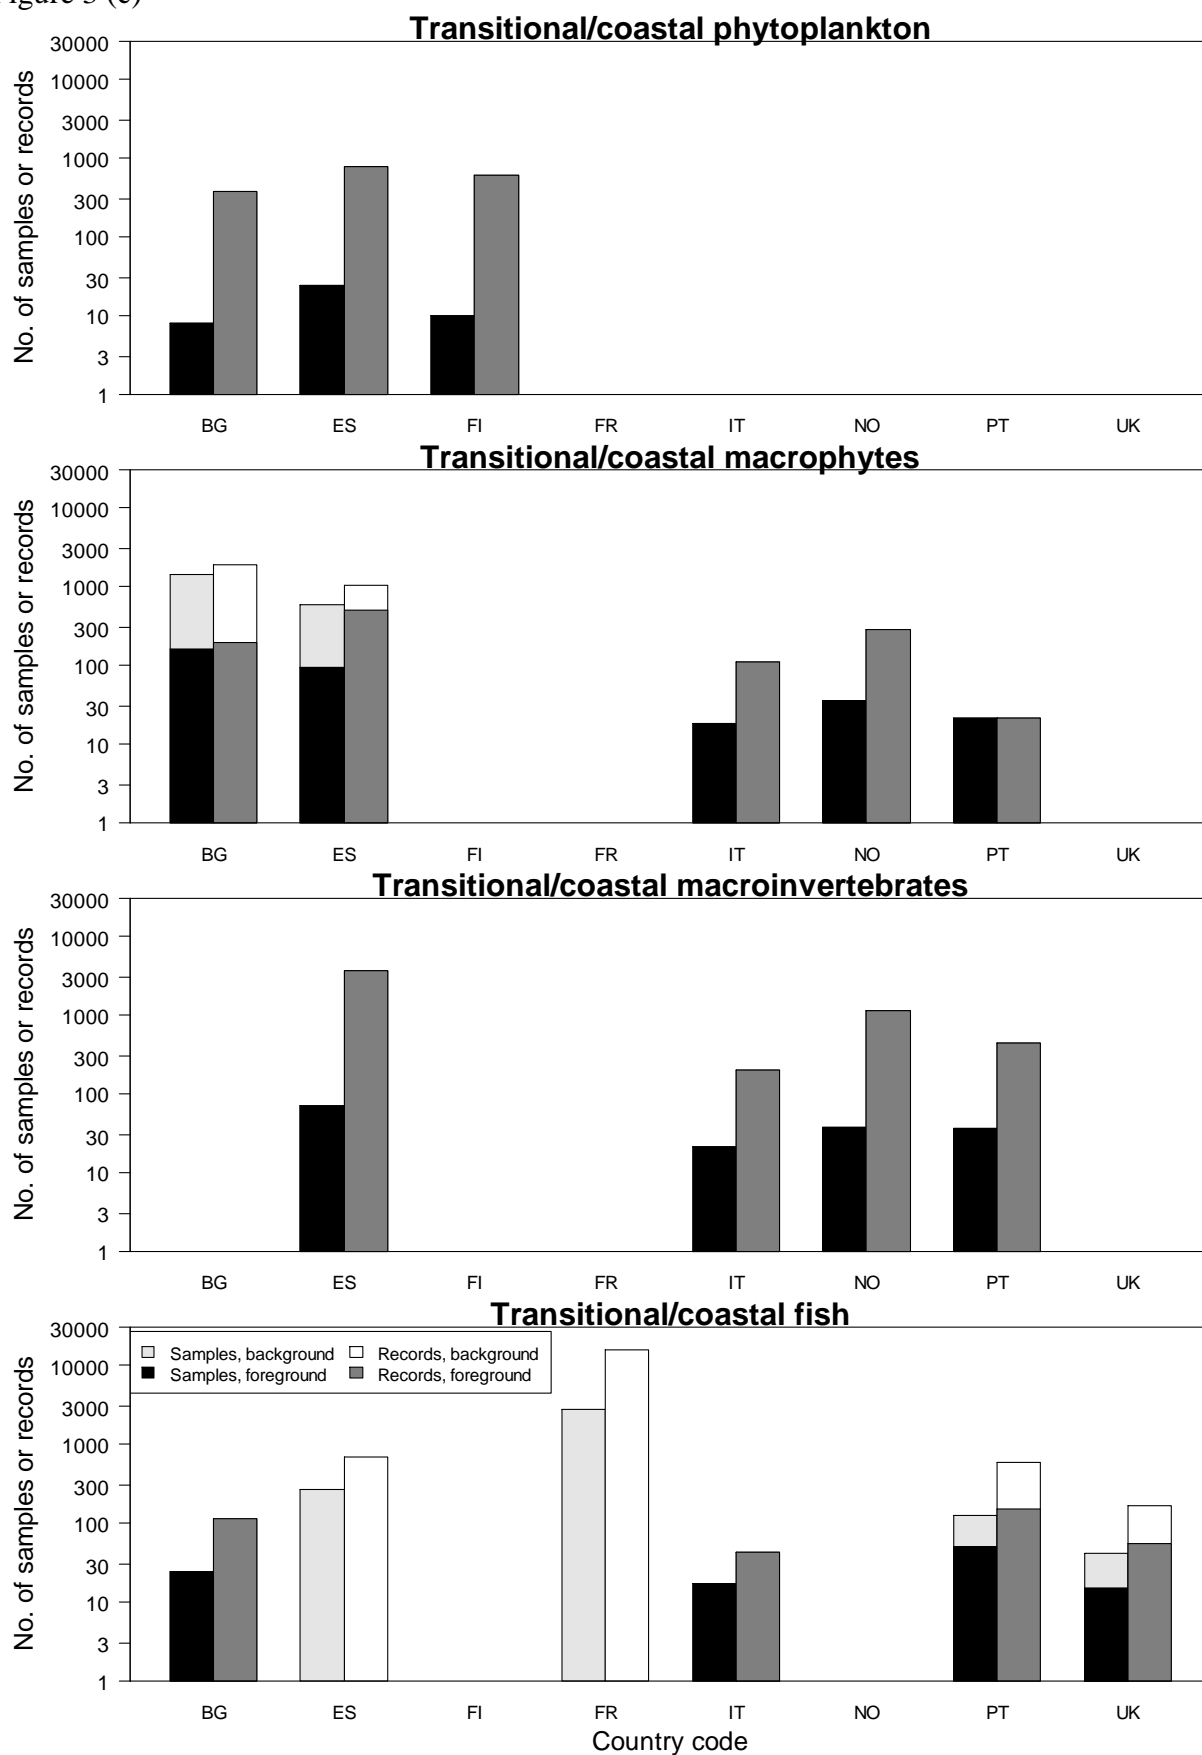 Figure 3 (c)
Transitional/coastal phytoplankton
No. of samples or records
30000
10000
3000
1000
300
100
30
10
3
1
BG ES FI FR IT NO PT UK
Transitional/coastal macrophytes
No. of samples or records
30000
10000
3000
1000
300
100
30
10
3
1
BG ES FI FR IT NO PT UK
Transitional/coastal macroinvertebrates
No. of samples or records
30000
10000
3000
1000
300
100
30
10
3
1
BG ES FI FR IT NO PT UK
Transitional/coastal fish
No. of samples or records
30000
10000
3000
1000
300
100
30
10
3
1
Samples, background Records, background
Samples, foreground Records, foreground
BG ES FI FR IT NO PT UK
Country code